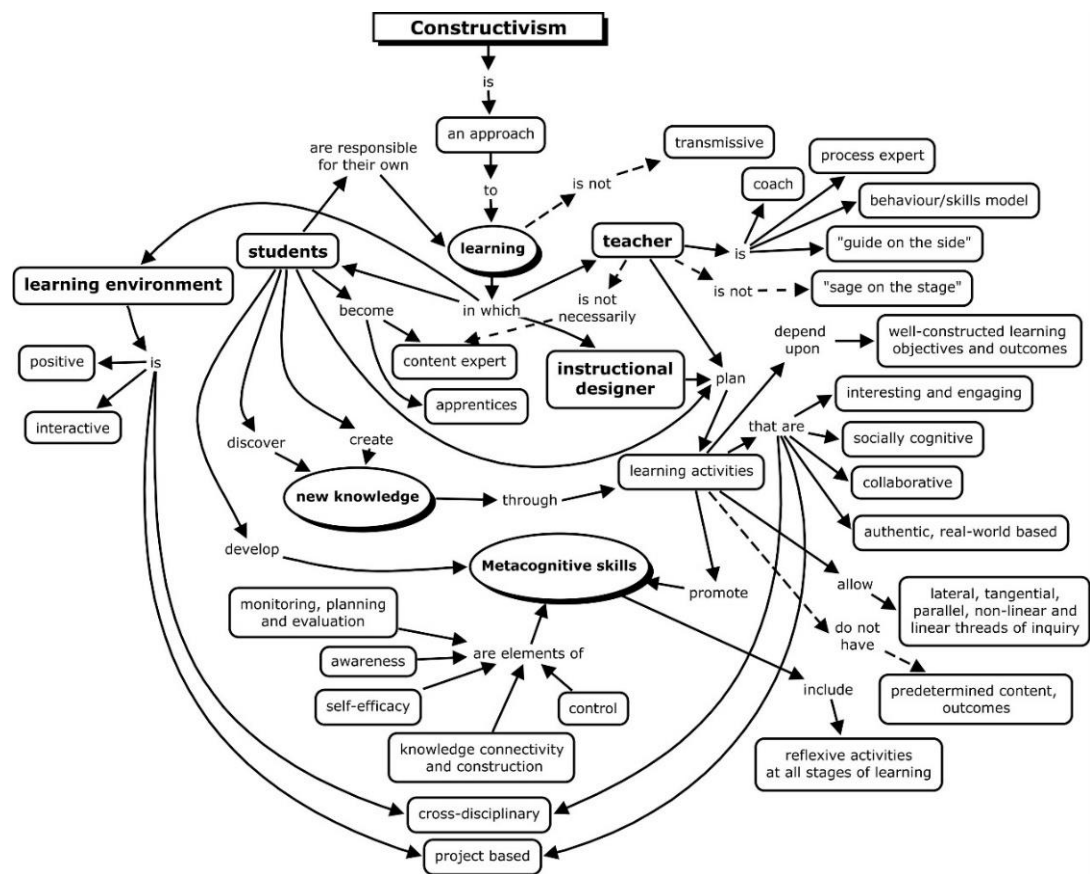 Constructivism
is
an approach
to
learning
are responsible
for their own
is not
transmissive
students
teacher
is
coach
process expert
behaviour/skills model
"guide on the side"
is not
"sage on the stage"
learning environment
is
positive
interactive
in which
become
is not
necessarily
content expert
apprentices
instructional
designer
plan
depend
upon
well-constructed learning
objectives and outcomes
that are
interesting and engaging
socially cognitive
collaborative
authentic, real-world based
discover
create
new knowledge
through
learning activities
develop
Metacognitive skills
promote
allow
lateral, tangential,
parallel, non-linear and
linear threads of inquiry
do not
have
predetermined content,
outcomes
include
reflexive activities
at all stages of learning
monitoring, planning
and evaluation
awareness
are elements of
self-efficacy
control
knowledge connectivity
and construction
cross-disciplinary
project based